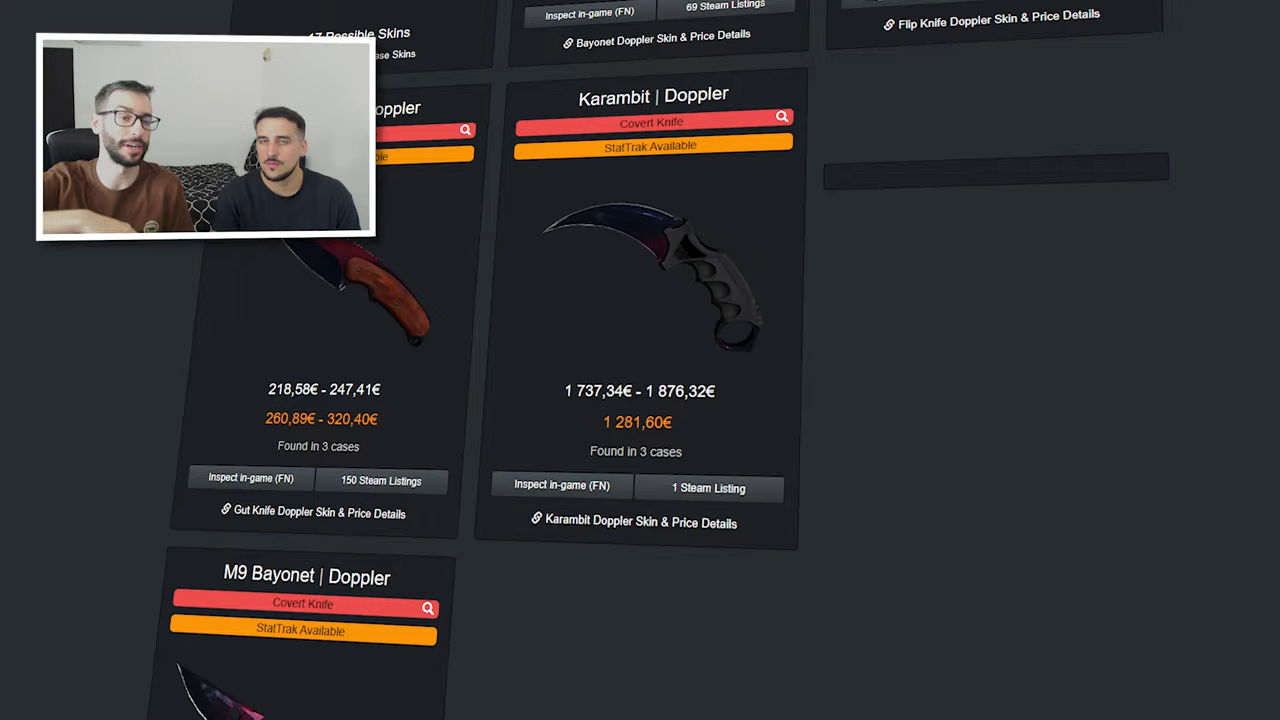 17 Possible Skins
ase Skins
Inspect in-game (FN)
69 Steam Listings
Bayonet Doppler Skin & Price Details
Flip Knife Doppler Skin & Price Details
oppler
ble
218,58€ - 247,41€
260,89€ - 320,40€
Found in 3 cases
Inspect in-game (FN)
150 Steam Listings
Gut Knife Doppler Skin & Price Details
Karambit | Doppler
Covert Knife
StatTrak Available
1 737,34€ - 1 876,32€
1 281,60€
Found in 3 cases
Inspect in-game (FN)
1 Steam Listing
Karambit Doppler Skin & Price Details
M9 Bayonet | Doppler
Covert Knife
StatTrak Available